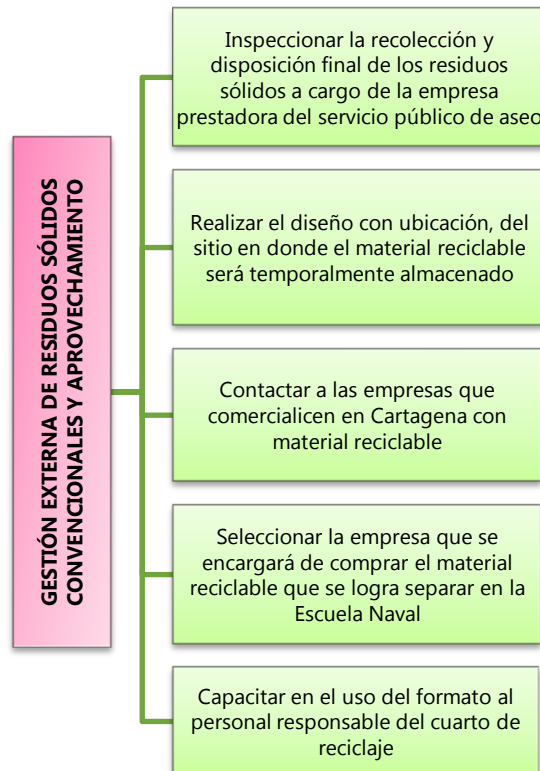 GESTIÓN EXTERNA DE RESIDUOS SÓLIDOS
CONVENCIONALES Y APROVECHAMIENTO
Inspeccionar la recolección y
disposición final de los residuos
sólidos a cargo de la empresa
prestadora del servicio público de aseo
Realizar el diseño con ubicación, del
sitio en donde el material reciclable
será temporalmente almacenado
Contactar a las empresas que
comercialicen en Cartagena con
material reciclable
Seleccionar la empresa que se
encargará de comprar el material
reciclable que se logra separar en la
Escuela Naval
Capacitar en el uso del formato al
personal responsable del cuarto de
reciclaje